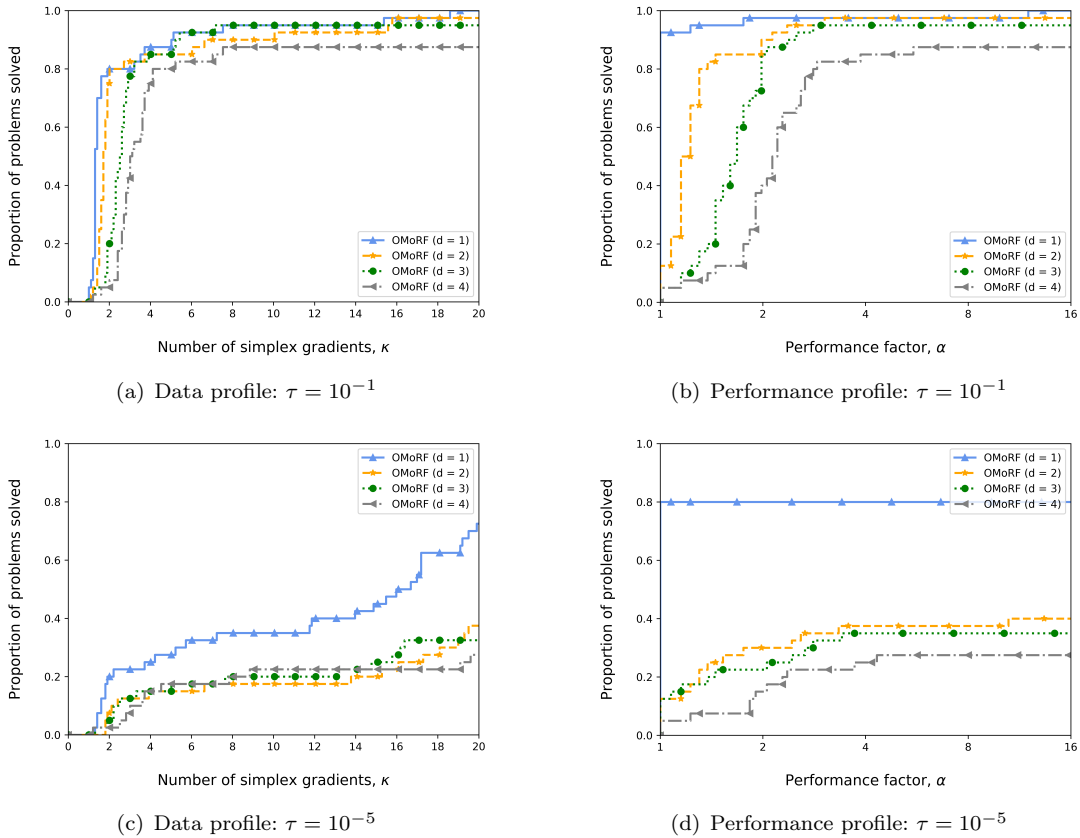 Proportion of problems solved
1.0
0.8
0.6
0.4
0.2
0.0
OMoRF (d = 1)
OMoRF (d = 2)
OMoRF (d = 3)
OMoRF (d = 4)
0 2 4 6 8 10 12 14 16 18 20
Number of simplex gradients, κ
(a) Data profile: τ = 10⁻¹
Proportion of problems solved
1.0
0.8
0.6
0.4
0.2
0.0
OMoRF (d = 1)
OMoRF (d = 2)
OMoRF (d = 3)
OMoRF (d = 4)
1 2 4 8 16
Performance factor, α
(b) Performance profile: τ = 10⁻¹
Proportion of problems solved
1.0
0.8
0.6
0.4
0.2
0.0
OMoRF (d = 1)
OMoRF (d = 2)
OMoRF (d = 3)
OMoRF (d = 4)
0 2 4 6 8 10 12 14 16 18 20
Number of simplex gradients, κ
(c) Data profile: τ = 10⁻⁵
Proportion of problems solved
1.0
0.8
0.6
0.4
0.2
0.0
OMoRF (d = 1)
OMoRF (d = 2)
OMoRF (d = 3)
OMoRF (d = 4)
1 2 4 8 16
Performance factor, α
(d) Performance profile: τ = 10⁻⁵